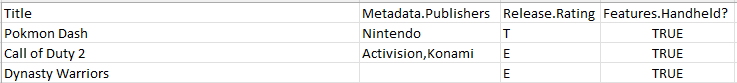 Title Metadata.Publishers Release.Rating Features.Handheld?
Pokmon Dash Nintendo T TRUE
Call of Duty 2 Activision,Konami E TRUE
Dynasty Warriors E TRUE